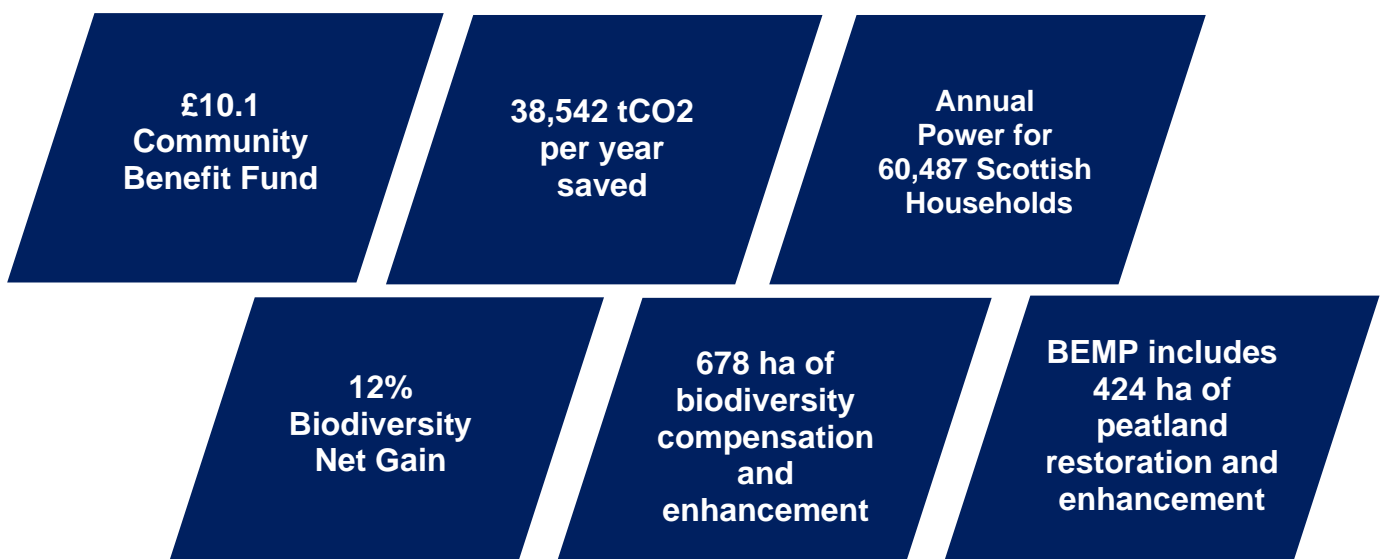 £10.1
Community
Benefit Fund
38,542 tCO2
per year
saved
Annual
Power for
60,487 Scottish
Households
12%
Biodiversity
Net Gain
678 ha of
biodiversity
compensation
and
enhancement
BEMP includes
424 ha of
peatland
restoration and
enhancement